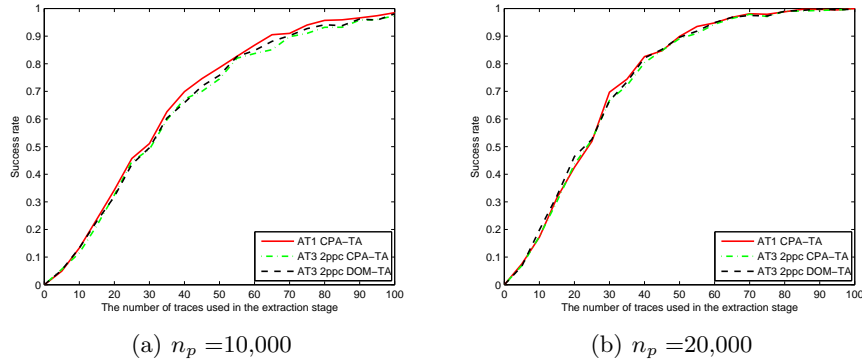 1
0.9
0.8
0.7
0.6
0.5
0.4
0.3
0.2
0.1
0
Success rate
0 10 20 30 40 50 60 70 80 90 100
The number of traces used in the extraction stage
AT1 CPA−TA
AT3 2ppc CPA−TA
AT3 2ppc DOM−TA
(a) n_p =10,000
1
0.9
0.8
0.7
0.6
0.5
0.4
0.3
0.2
0.1
0
Success rate
0 10 20 30 40 50 60 70 80 90 100
The number of traces used in the extraction stage
AT1 CPA−TA
AT3 2ppc CPA−TA
AT3 2ppc DOM−TA
(b) n_p =20,000